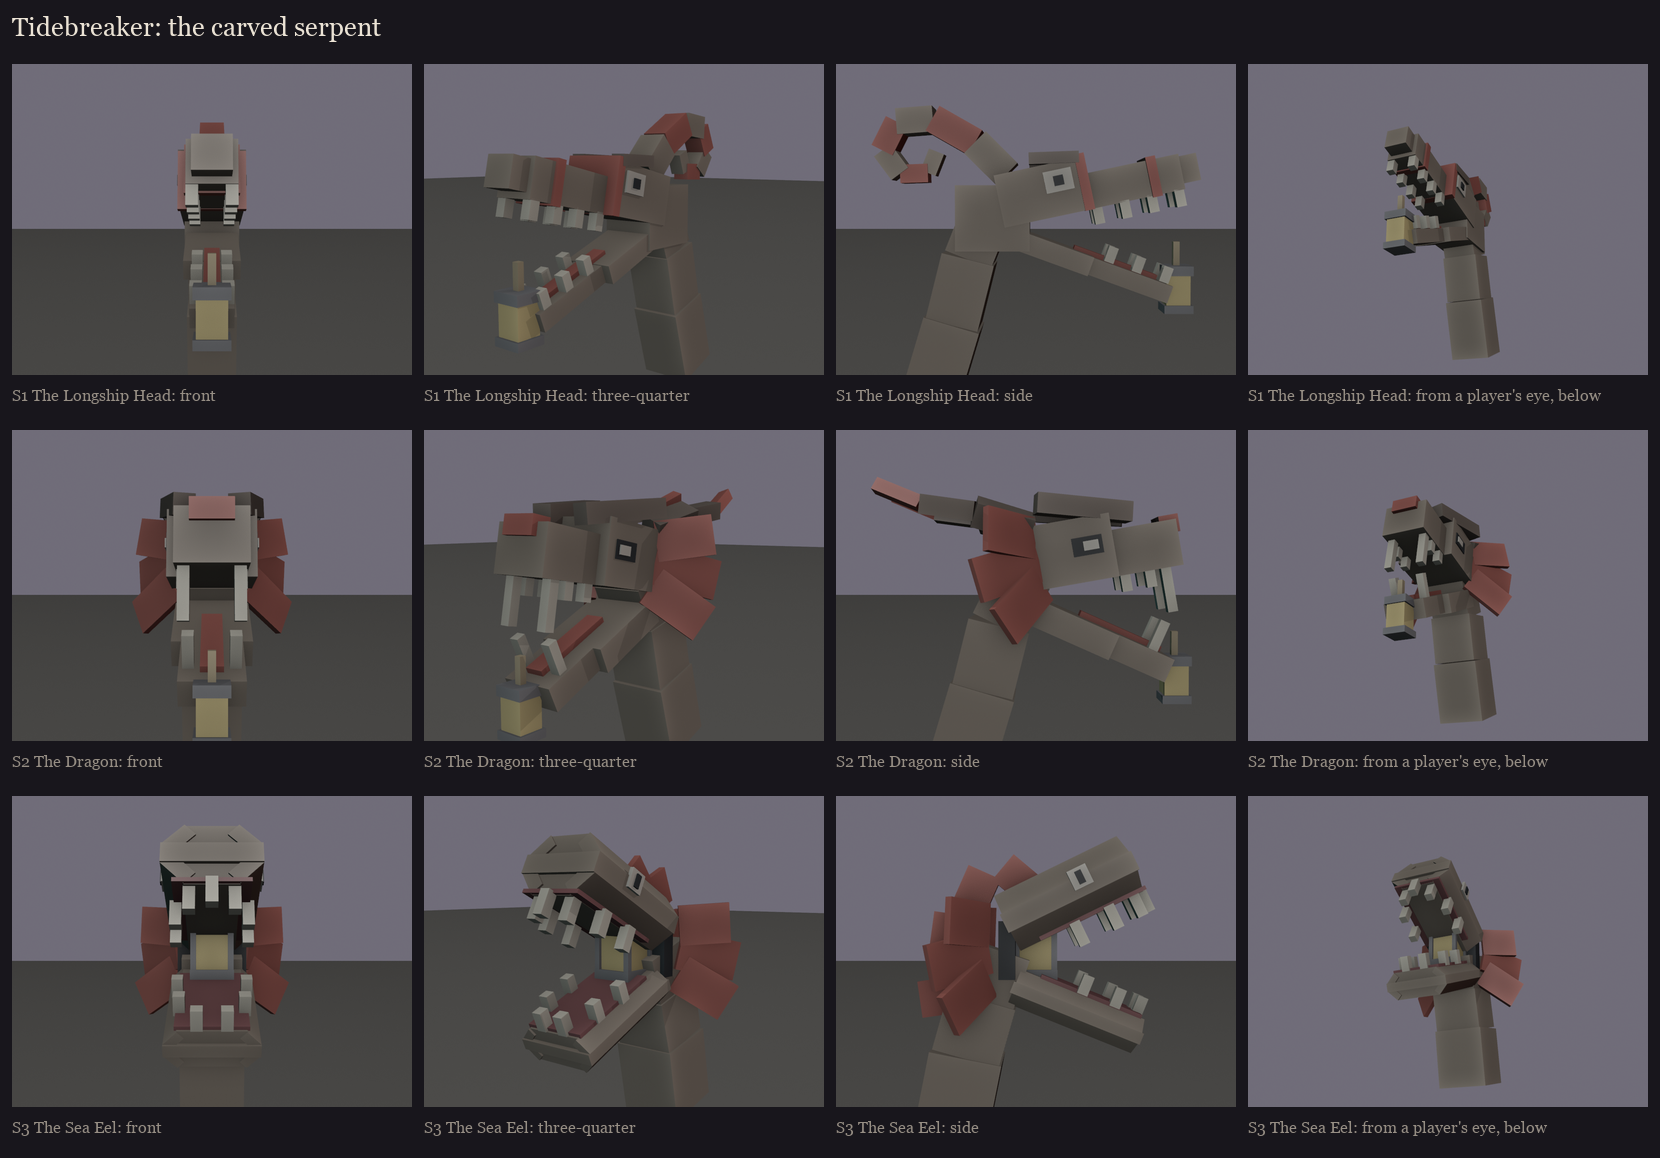 Tidebreaker: the carved serpent
S1 The Longship Head: front
S1 The Longship Head: three-quarter
S1 The Longship Head: side
S1 The Longship Head: from a player's eye, below
S2 The Dragon: front
S2 The Dragon: three-quarter
S2 The Dragon: side
S2 The Dragon: from a player's eye, below
S3 The Sea Eel: front
S3 The Sea Eel: three-quarter
S3 The Sea Eel: side
S3 The Sea Eel: from a player's eye, below